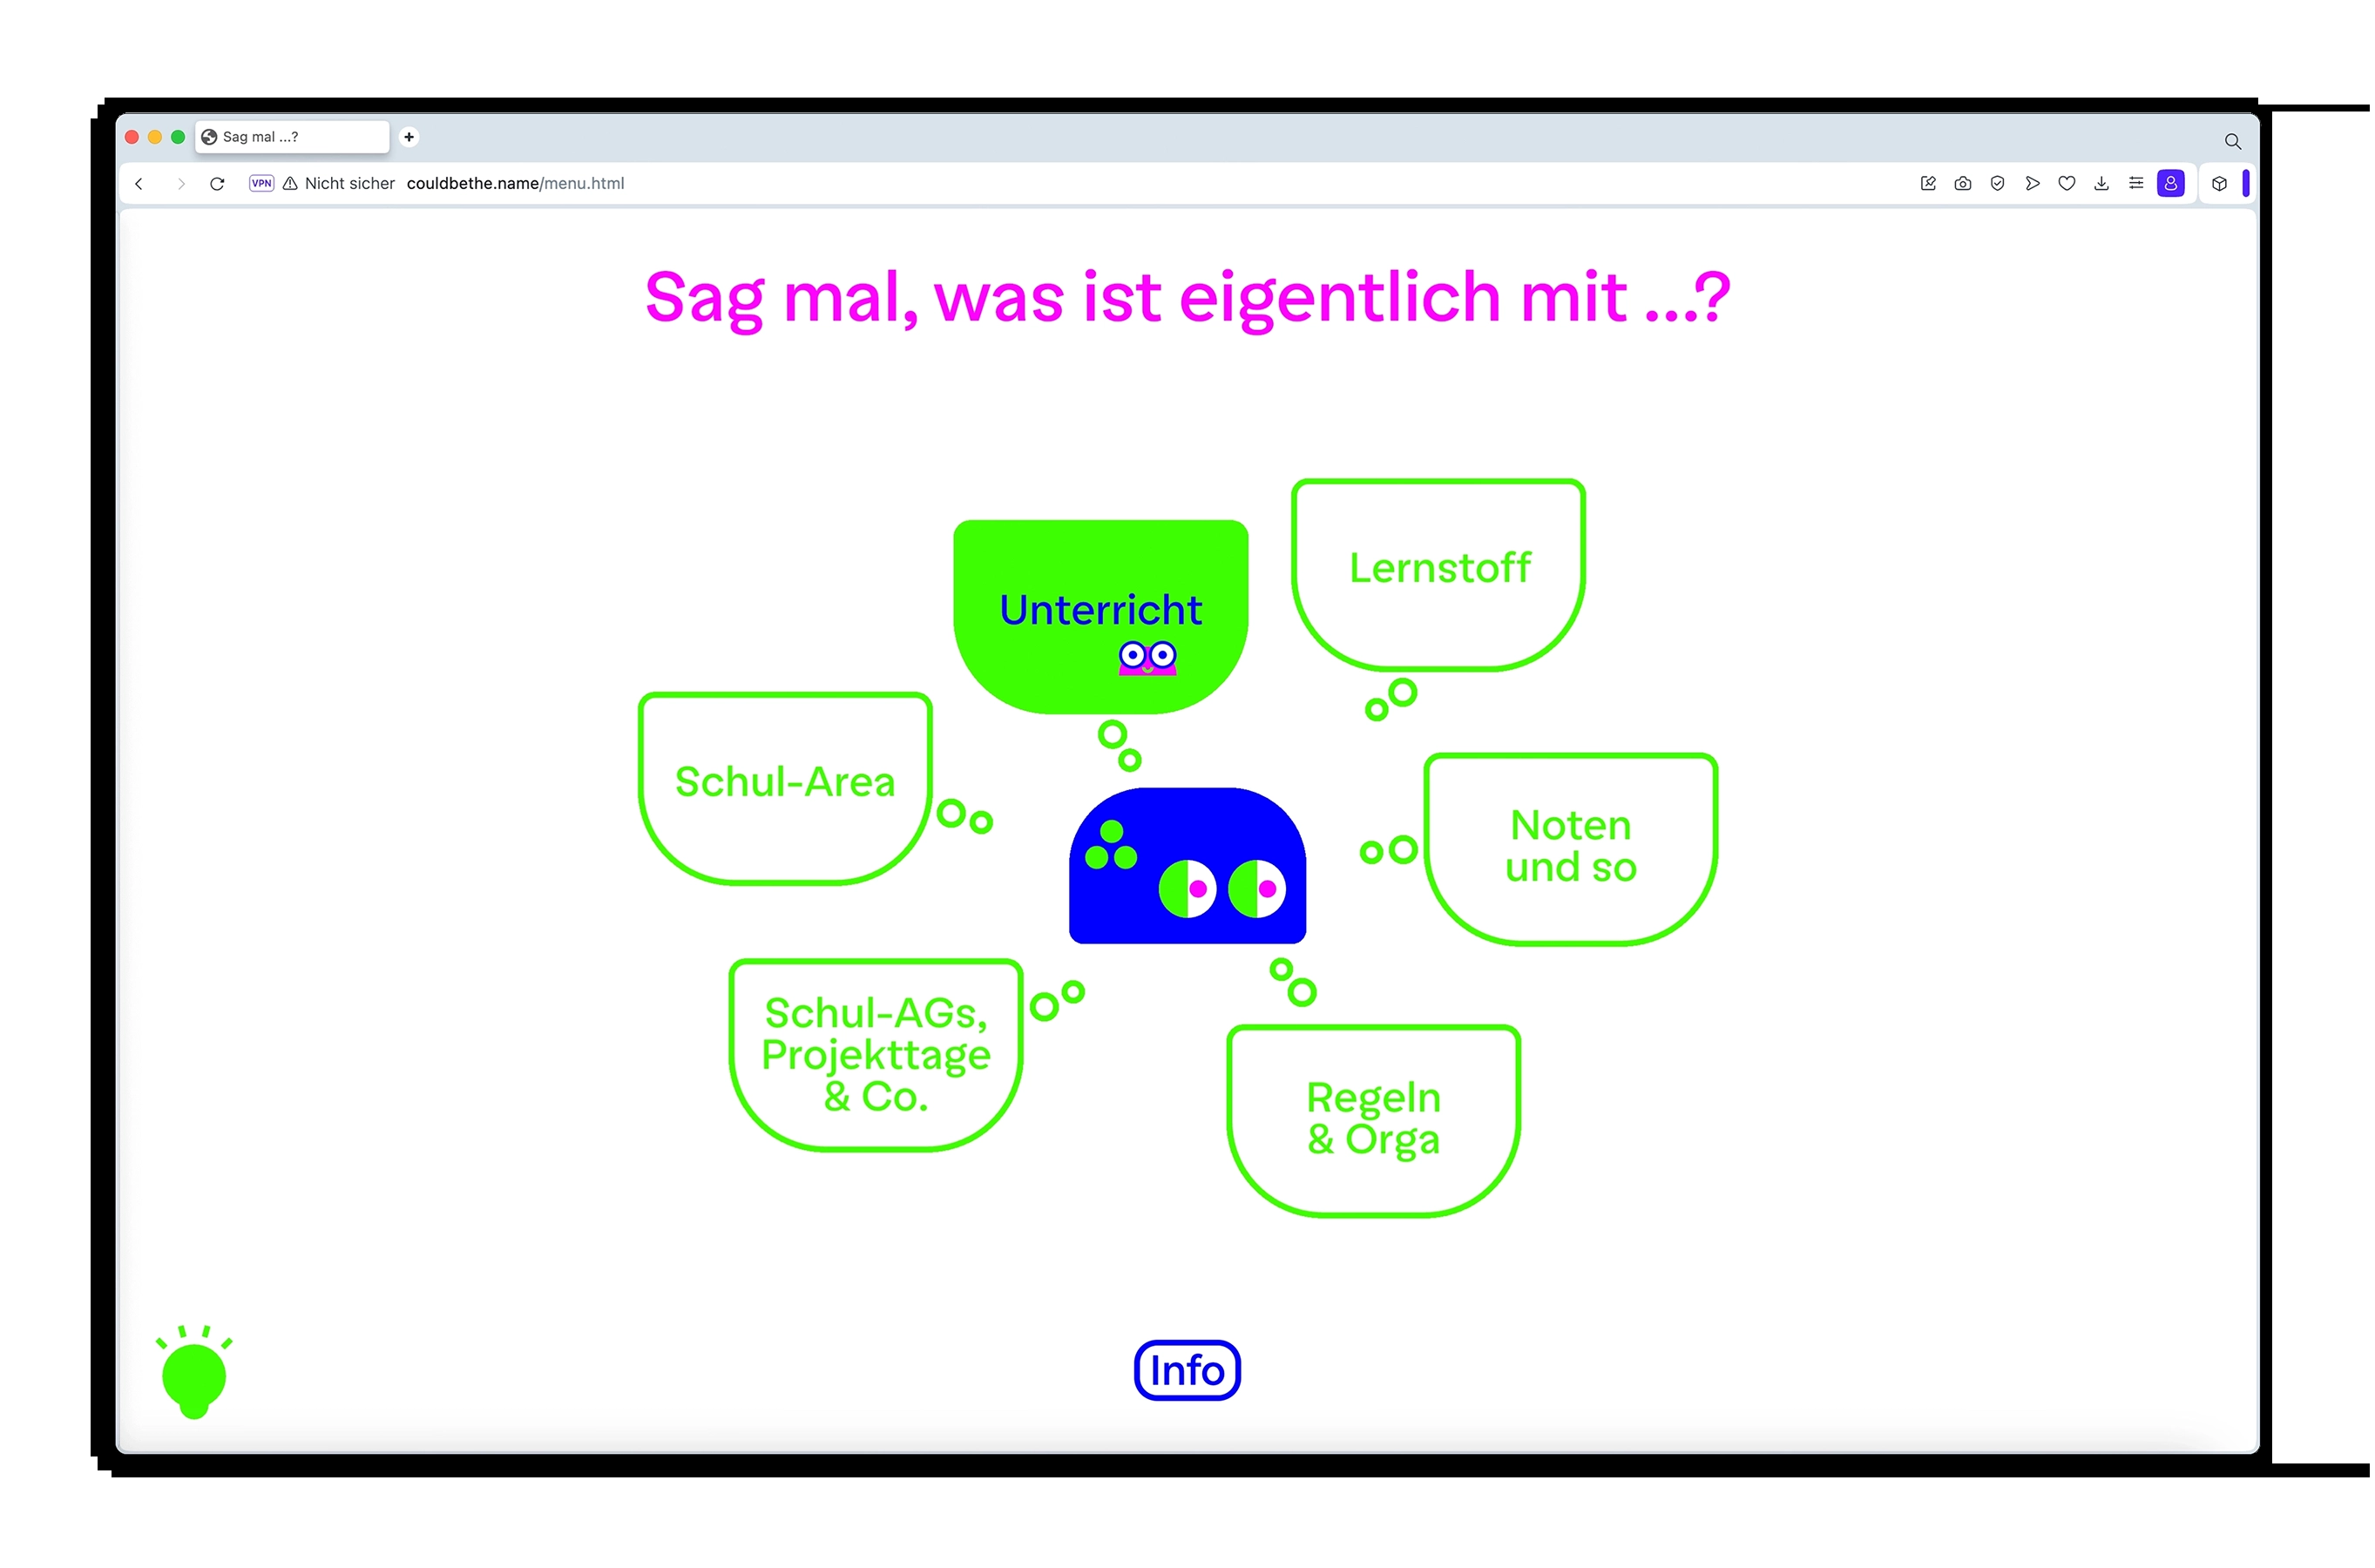 Sag mal ...?
VPN Nicht sicher couldbethe.name/menu.html
Sag mal, was ist eigentlich mit ...?
Unterricht
Lernstoff
Schul-Area
Noten
und so
Schul-AGs,
Projekttage
& Co.
Regeln
& Orga
Info